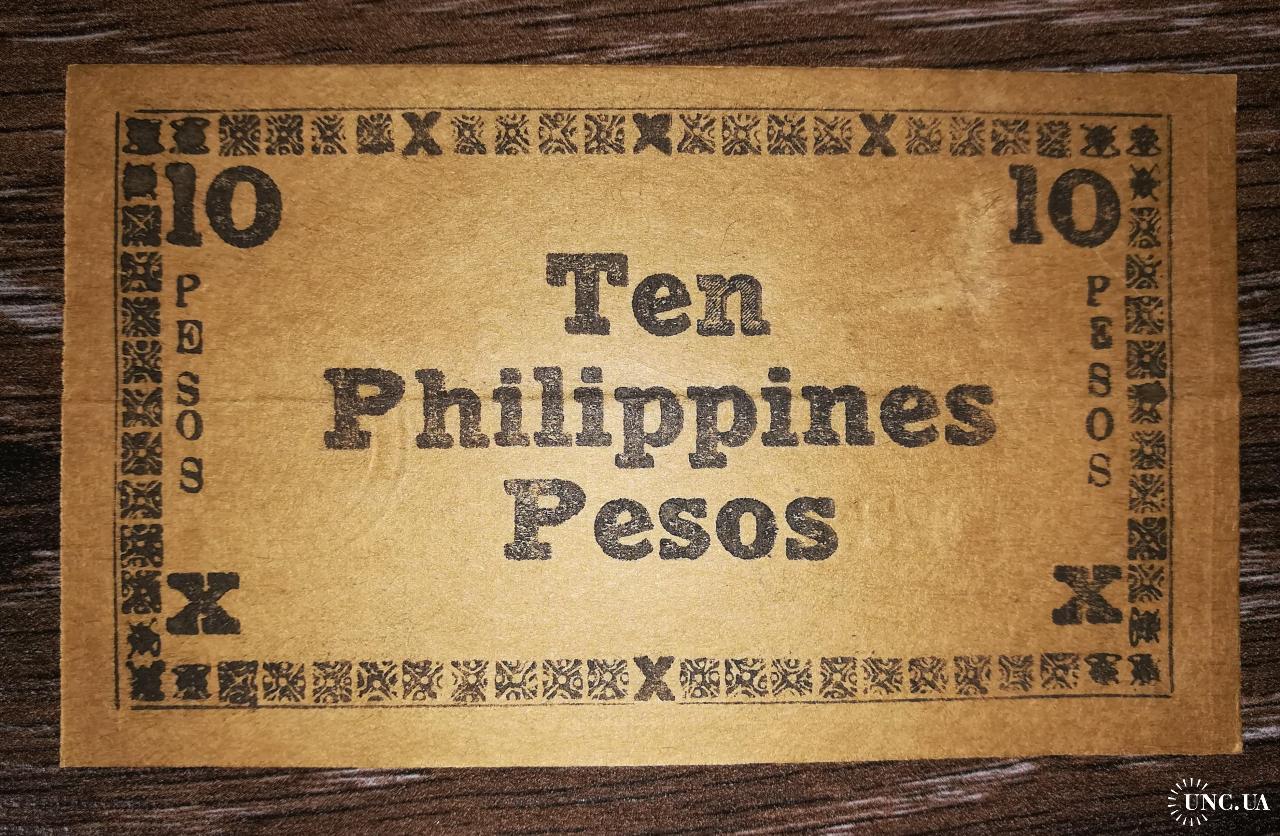 X X
10 10
PESOS PESOS
Ten
Philippines
Pesos
X X
X
UNC.UA